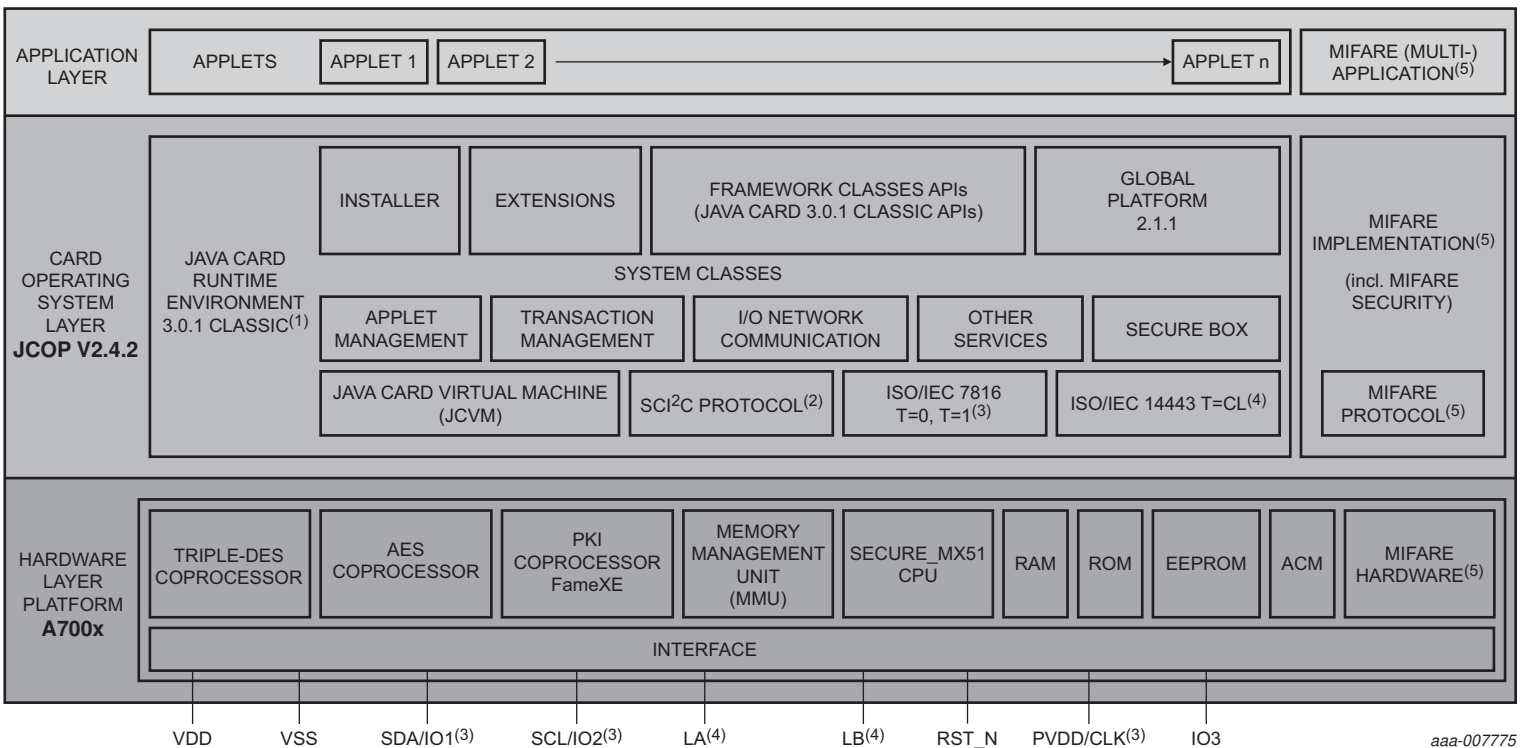 APPLICATION
LAYER
APPLETS
APPLET 1
APPLET 2
APPLET n
MIFARE (MULTI-)
APPLICATION(5)
CARD
OPERATING
SYSTEM
LAYER
JCOP V2.4.2
JAVA CARD
RUNTIME
ENVIRONMENT
3.0.1 CLASSIC(1)
INSTALLER
EXTENSIONS
FRAMEWORK CLASSES APIs
(JAVA CARD 3.0.1 CLASSIC APIs)
GLOBAL
PLATFORM
2.1.1
SYSTEM CLASSES
APPLET
MANAGEMENT
TRANSACTION
MANAGEMENT
I/O NETWORK
COMMUNICATION
OTHER
SERVICES
SECURE BOX
JAVA CARD VIRTUAL MACHINE
(JCVM)
SCI2C PROTOCOL(2)
ISO/IEC 7816
T=0, T=1(3)
ISO/IEC 14443 T=CL(4)
MIFARE
IMPLEMENTATION(5)
(incl. MIFARE
SECURITY)
MIFARE
PROTOCOL(5)
HARDWARE
LAYER
PLATFORM
A700x
TRIPLE-DES
COPROCESSOR
AES
COPROCESSOR
PKI
COPROCESSOR
FameXE
MEMORY
MANAGEMENT
UNIT
(MMU)
SECURE_MX51
CPU
RAM
ROM
EEPROM
ACM
MIFARE
HARDWARE(5)
INTERFACE
VDD
VSS
SDA/IO1(3)
SCL/IO2(3)
LA(4)
LB(4)
RST_N
PVDD/CLK(3)
IO3
aaa-007775